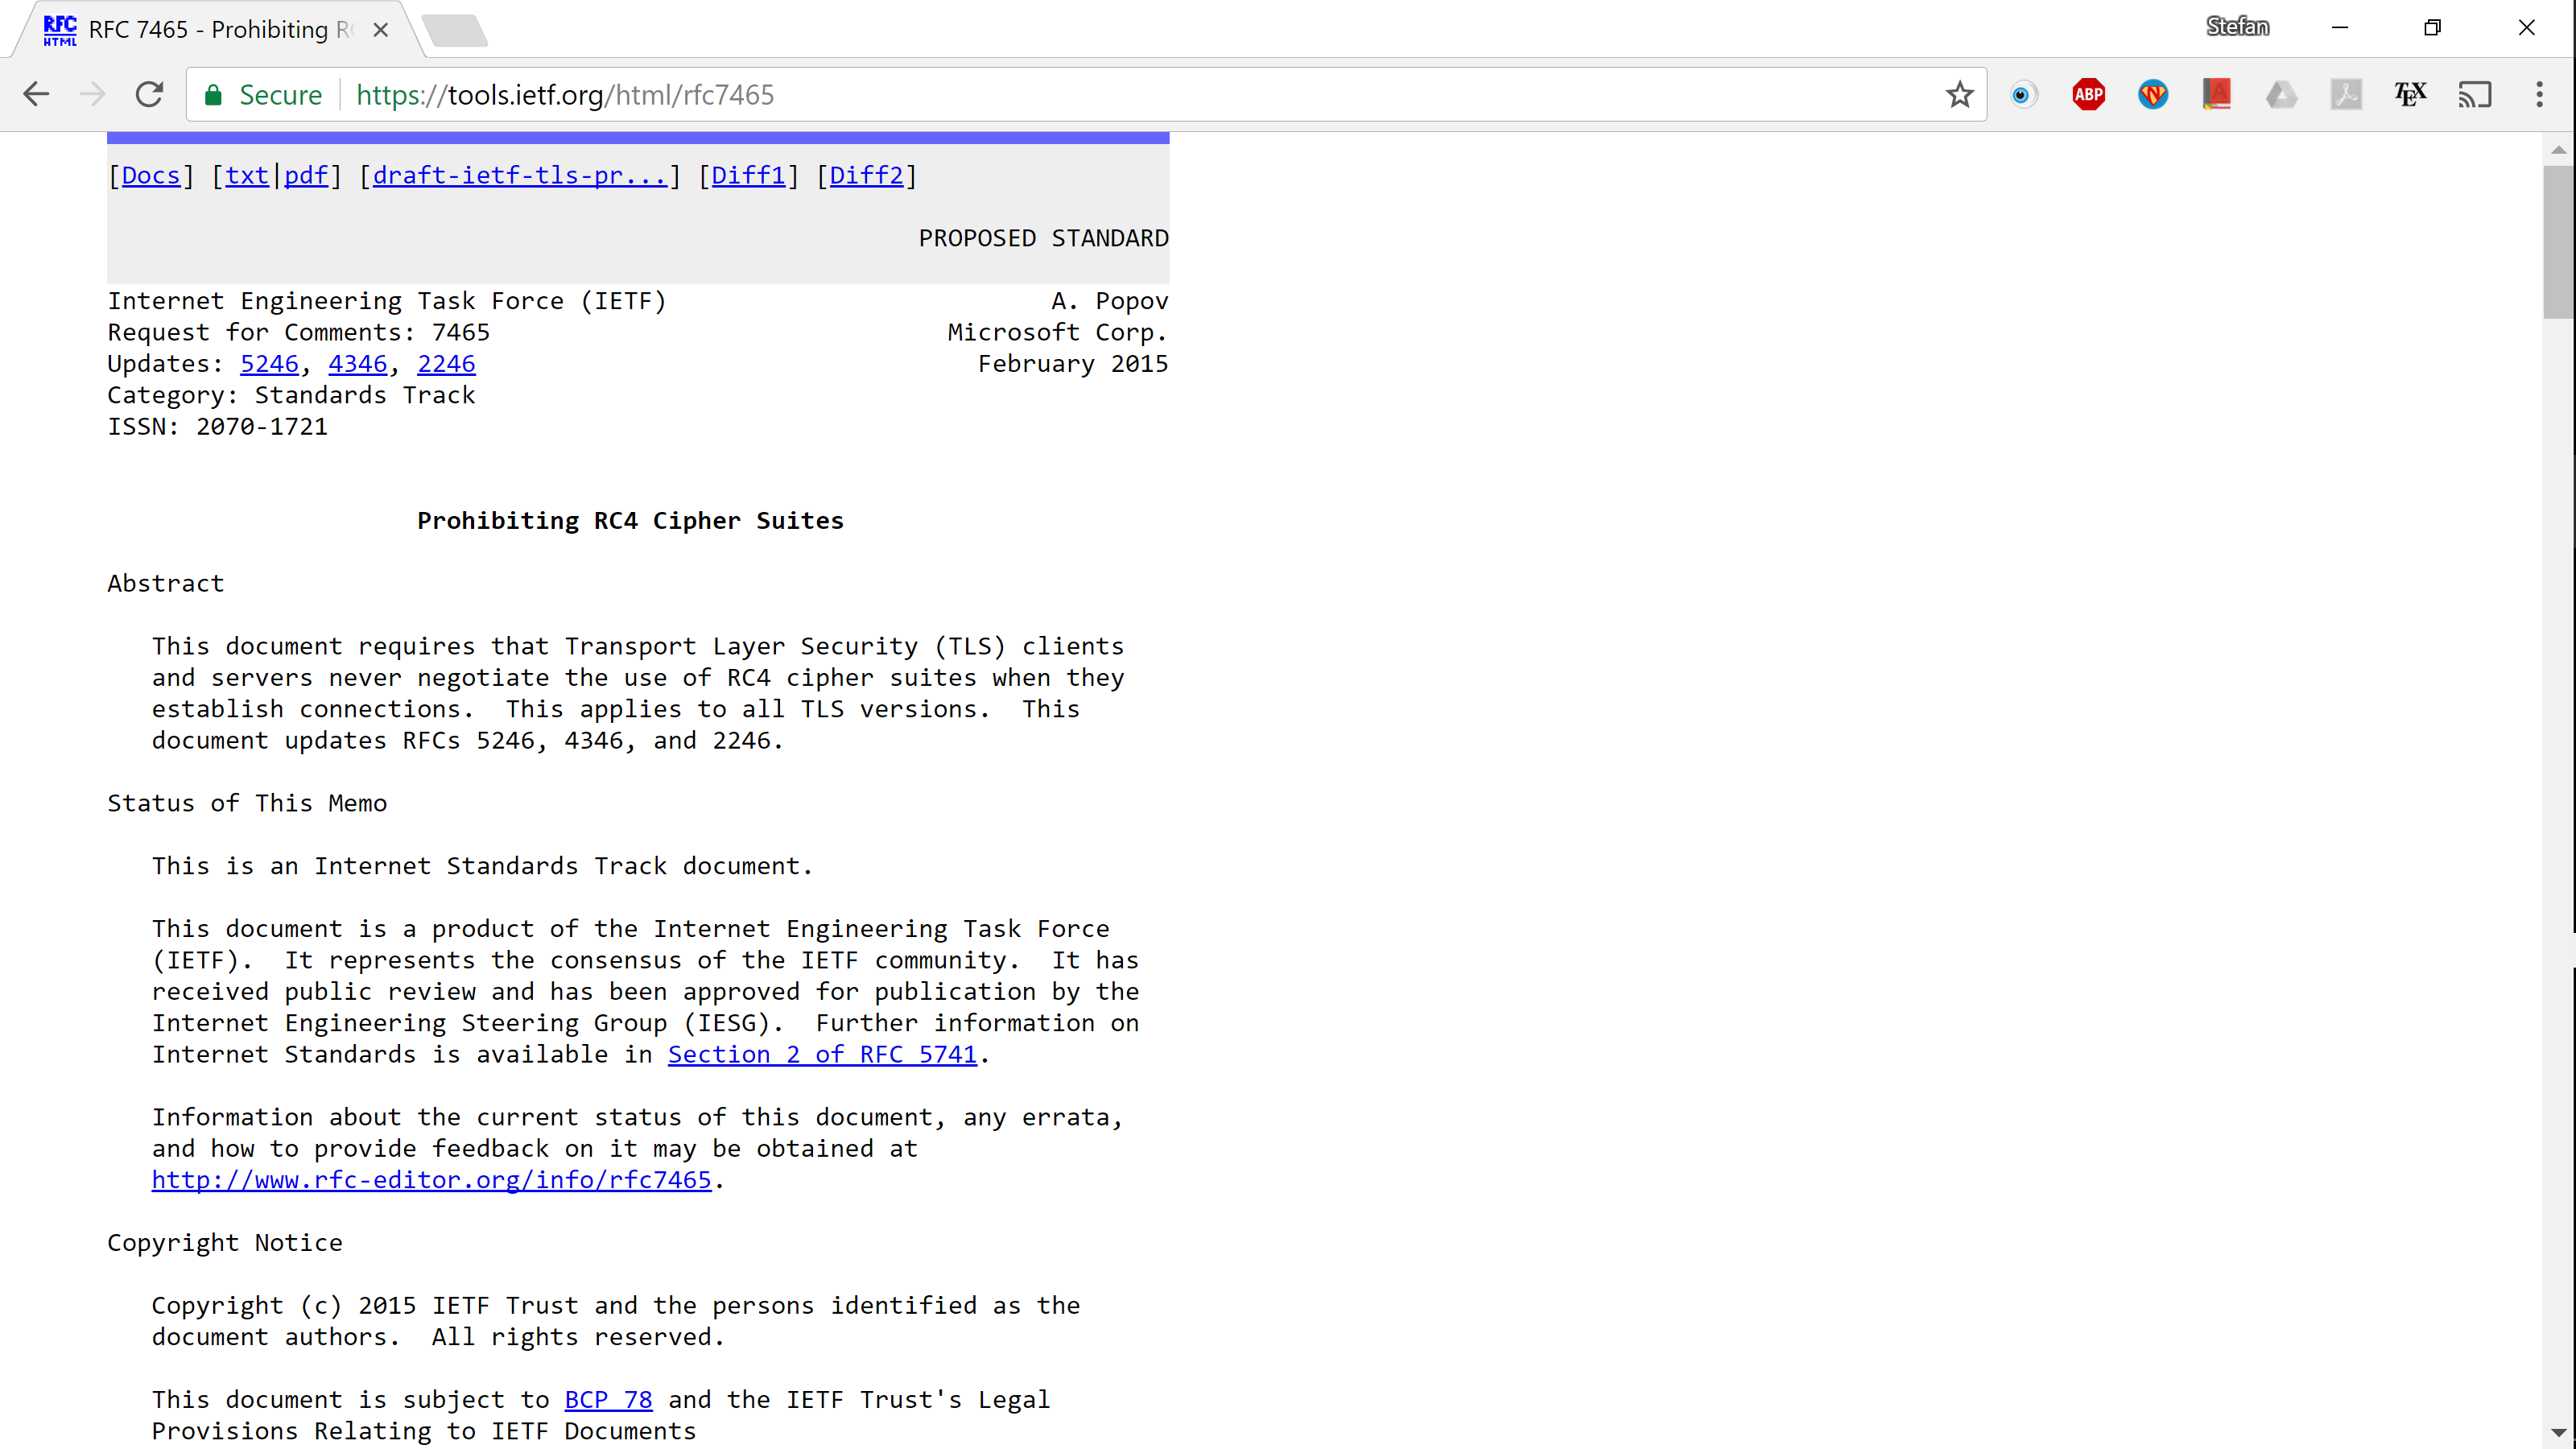 RFC HTML RFC 7465 - Prohibiting RC
Stefan
Secure https://tools.ietf.org/html/rfc7465
ABP N A TEX
[Docs] [txt|pdf] [draft-ietf-tls-pr...] [Diff1] [Diff2]
PROPOSED STANDARD
Internet Engineering Task Force (IETF) A. Popov
Request for Comments: 7465 Microsoft Corp.
Updates: 5246, 4346, 2246 February 2015
Category: Standards Track
ISSN: 2070-1721
Prohibiting RC4 Cipher Suites
Abstract
This document requires that Transport Layer Security (TLS) clients
and servers never negotiate the use of RC4 cipher suites when they
establish connections. This applies to all TLS versions. This
document updates RFCs 5246, 4346, and 2246.
Status of This Memo
This is an Internet Standards Track document.
This document is a product of the Internet Engineering Task Force
(IETF). It represents the consensus of the IETF community. It has
received public review and has been approved for publication by the
Internet Engineering Steering Group (IESG). Further information on
Internet Standards is available in Section 2 of RFC 5741.
Information about the current status of this document, any errata,
and how to provide feedback on it may be obtained at
http://www.rfc-editor.org/info/rfc7465.
Copyright Notice
Copyright (c) 2015 IETF Trust and the persons identified as the
document authors. All rights reserved.
This document is subject to BCP 78 and the IETF Trust's Legal
Provisions Relating to IETF Documents